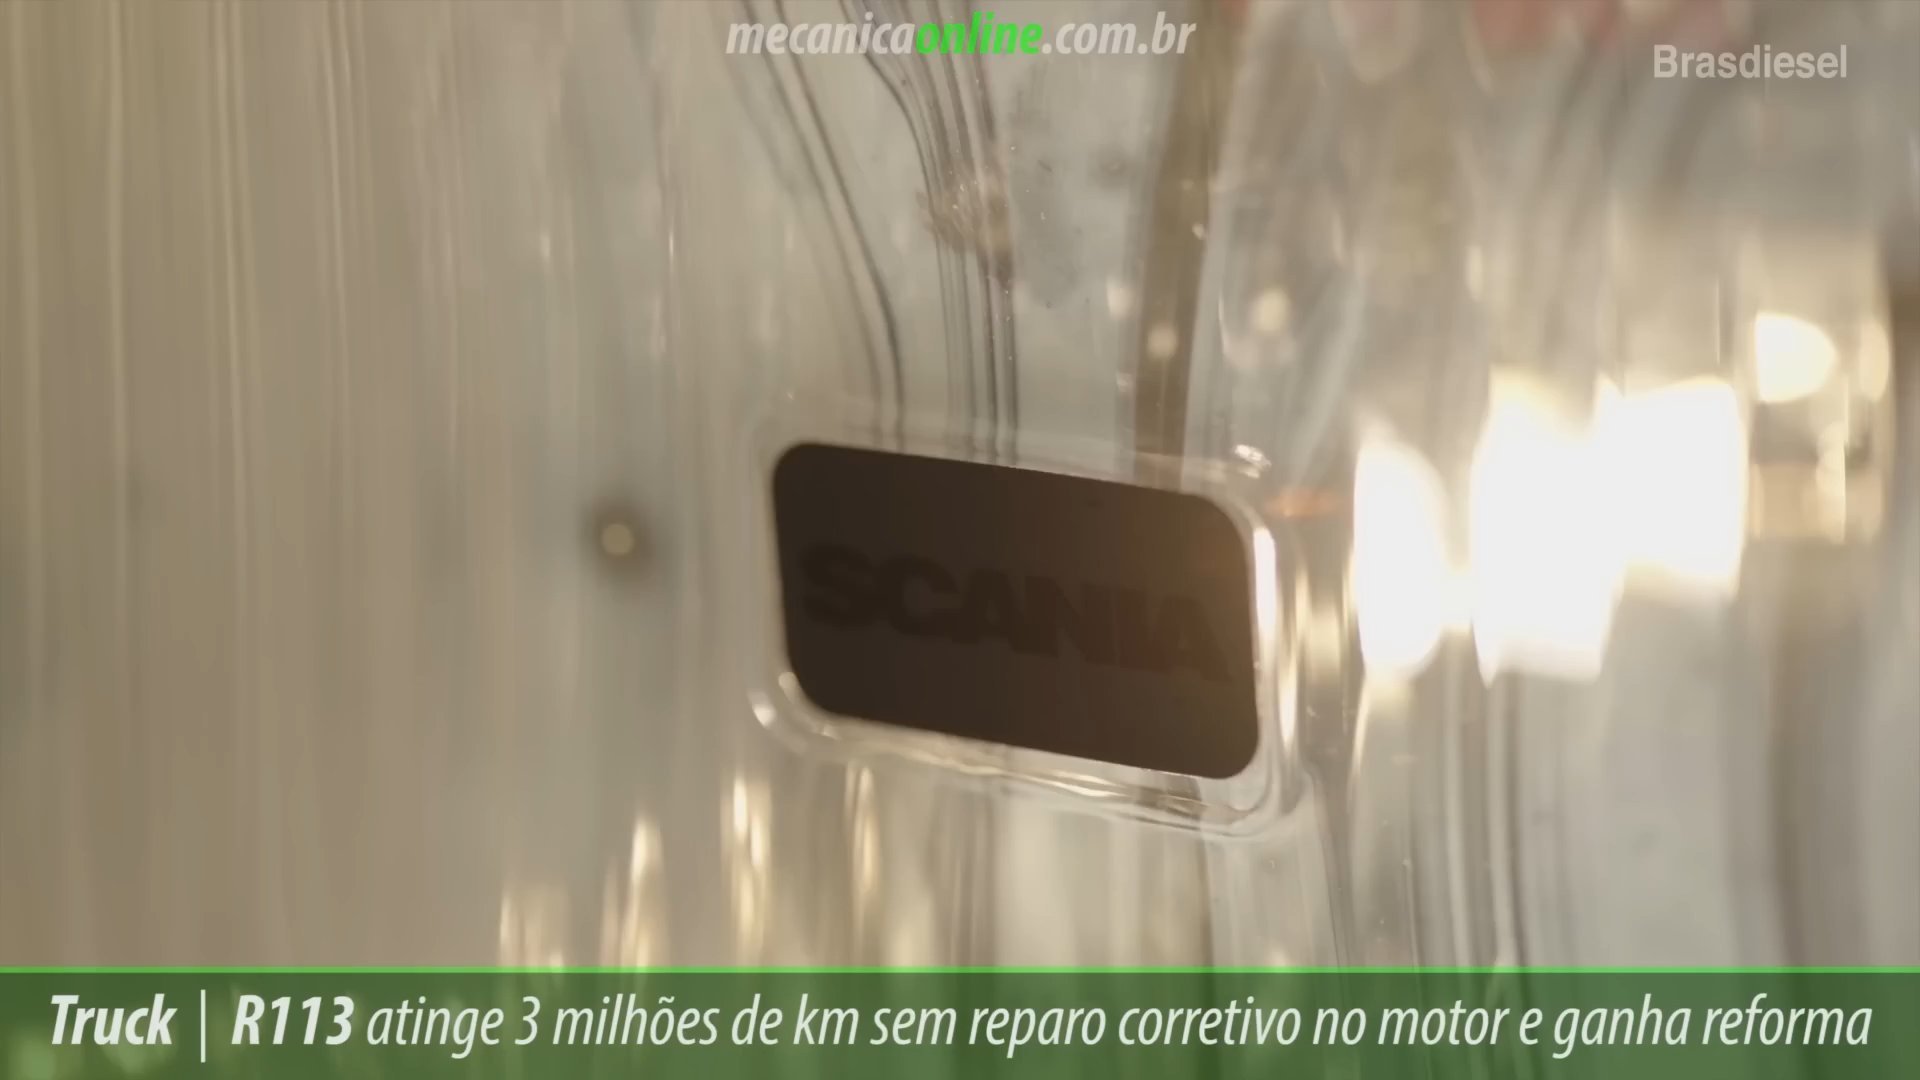 mecanicaonline.com.br
Brasdiesel
SCANIA
Truck | R113 atinge 3 milhões de km sem reparo corretivo no motor e ganha reforma